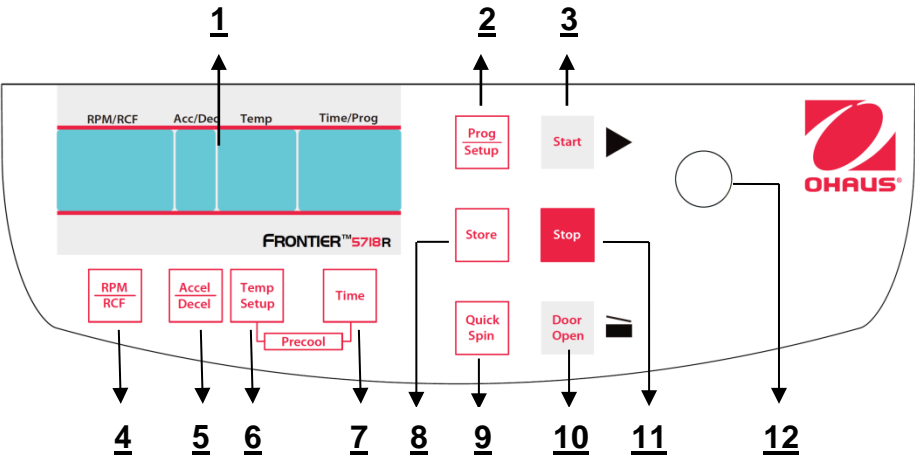 1 2 3
RPM/RCF Acc/Dec Temp Time/Prog
Prog
Setup
Start
OHAUS®
Store
Stop
FRONTIER™5718R
RPM
RCF
Accel
Decel
Temp
Setup
Time
Precool
Quick
Spin
Door
Open
4 5 6 7 8 9 10 11 12